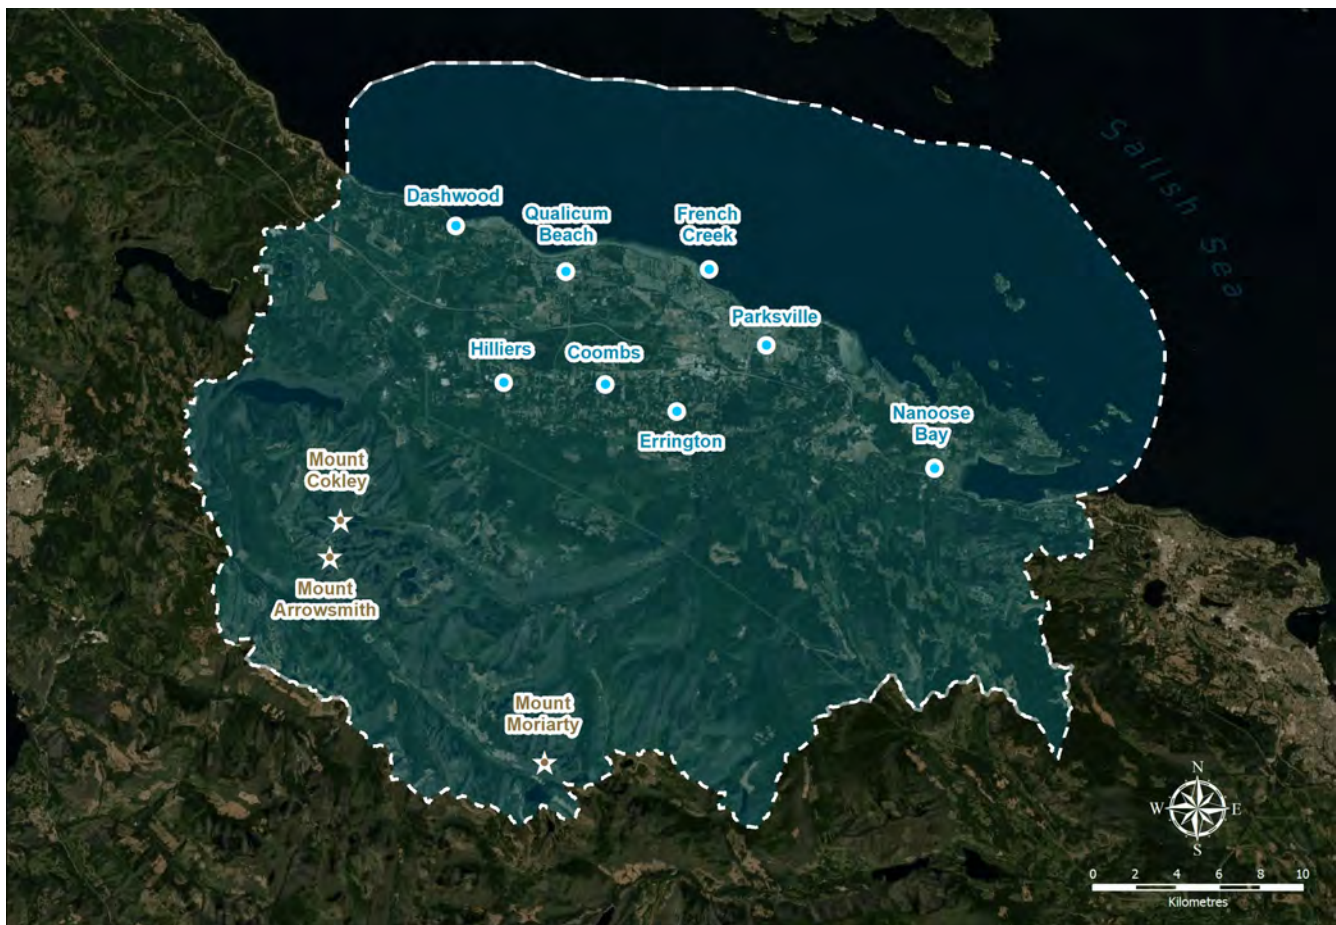 Salish Sea
Dashwood
Qualicum
Beach
French
Creek
Parksville
Hilliers
Coombs
Nanoose
Bay
Errington
Mount
Cokley
Mount
Arrowsmith
Mount
Moriarty
N
W
E
S
0 2 4 6 8 10
Kilometres